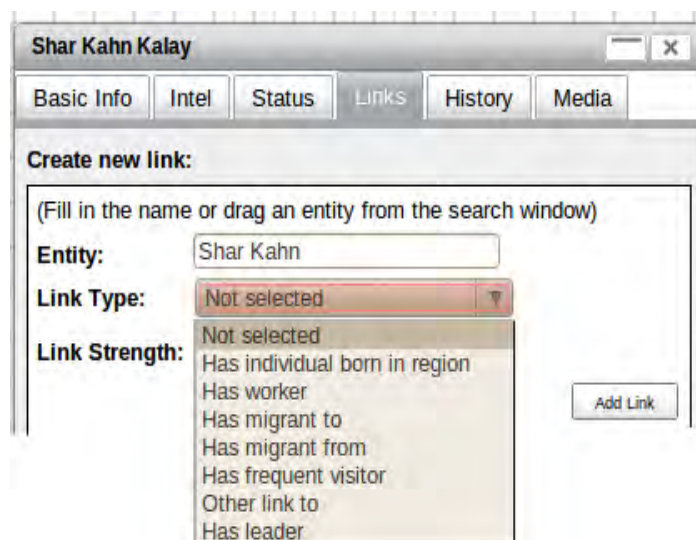 Shar Kahn Kalay
Basic Info Intel Status Links History Media
Create new link:
(Fill in the name or drag an entity from the search window)
Entity: Shar Kahn
Link Type: Not selected
Link Strength:
Not selected
Has individual born in region
Has worker
Has migrant to
Has migrant from
Has frequent visitor
Other link to
Has leader
Add Link